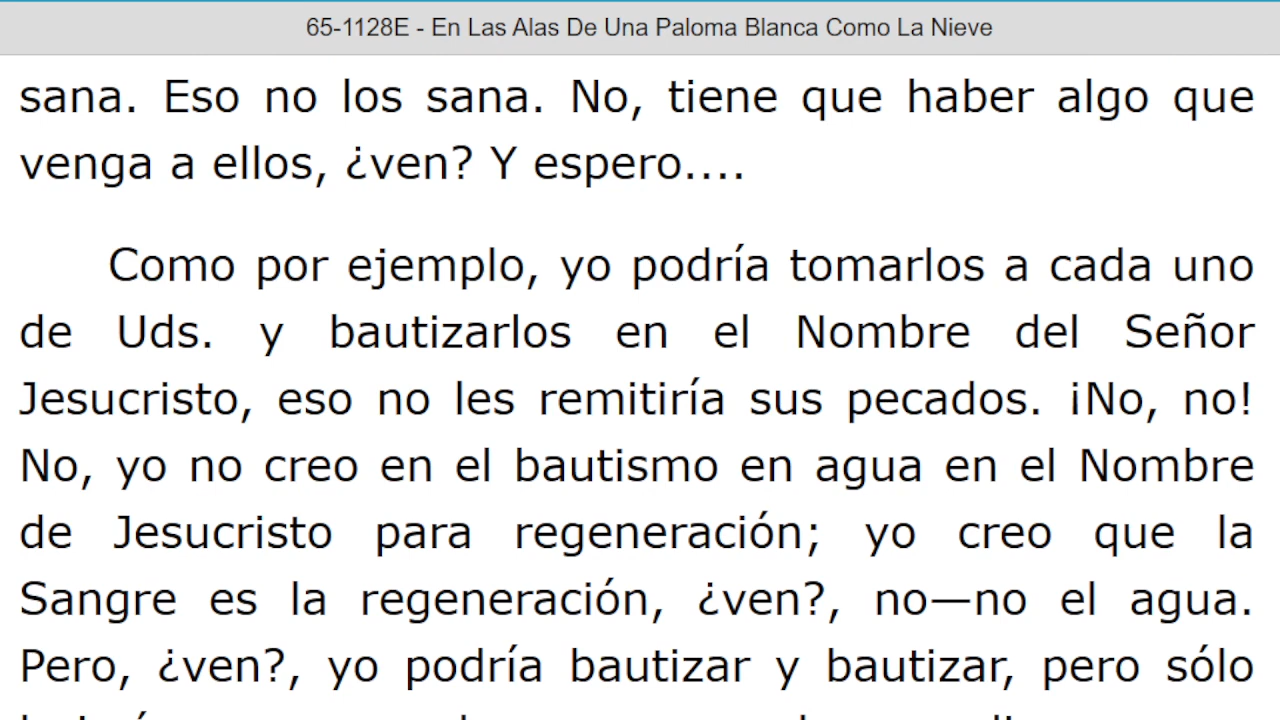 65-1128E - En Las Alas De Una Paloma Blanca Como La Nieve
sana. Eso no los sana. No, tiene que haber algo que
venga a ellos, ¿ven? Y espero....
Como por ejemplo, yo podría tomarlos a cada uno
de Uds. y bautizarlos en el Nombre del Señor
Jesucristo, eso no les remitiría sus pecados. ¡No, no!
No, yo no creo en el bautismo en agua en el Nombre
de Jesucristo para regeneración; yo creo que la
Sangre es la regeneración, ¿ven?, no—no el agua.
Pero, ¿ven?, yo podría bautizar y bautizar, pero sólo